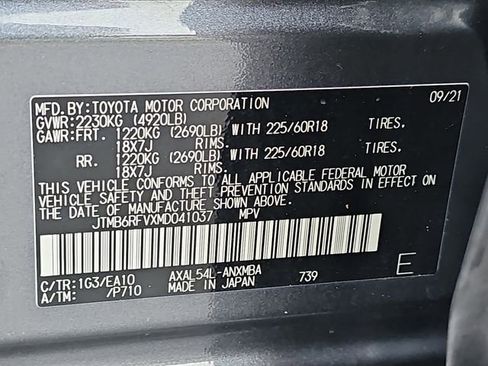 MFD.BY:TOYOTA MOTOR CORPORATION 09/21
GVWR:2230KG (4920LB)
GAWR:FRT. 1220KG (2690LB) WITH 225/60R18 TIRES.
18X7J RIMS.
RR. 1220KG (2690LB) WITH 225/60R18 TIRES.
18X7J RIMS.
THIS VEHICLE CONFORMS TO ALL APPLICABLE FEDERAL MOTOR
VEHICLE SAFETY AND THEFT PREVENTION STANDARDS IN EFFECT ON
THE DATE OF MANUFACTURE SHOWN ABOVE.
JTMB6RFVXMD041037 MPV
C/TR:1G3/EA10 AXAL54L-ANXMBA 739 E
A/TM: /P710 MADE IN JAPAN